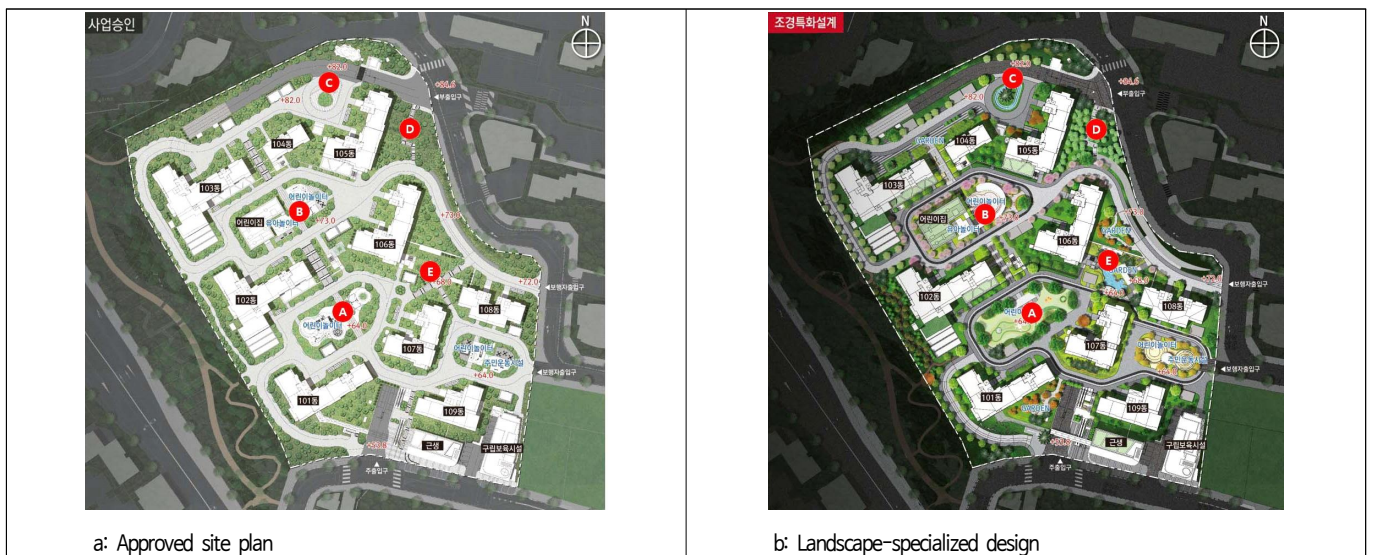 사업승인
N
+82.0
C
+82.0
+84.6
◀부출입구
D
104동
105동
103동
어린이놀이터
B
어린이집
유아놀이터
+73.0
+73.0
106동
E
+68.0
+72.0
◀보행자출입구
102동
A
어린이놀이터
+64.0
108동
107동
어린이놀이터
주민운동시설
◀보행자출입구
+64.0
101동
109동
근생
구립보육시설
주출입구
a: Approved site plan
조경특화설계
N
+82.0
C
+82.0
+84.6
◀부출입구
D
GARDEN
104동
105동
103동
어린이놀이터
B
어린이집
유아놀이터
106동
E
◀보행자출입구
102동
A
108동
107동
어린이놀이터
주민운동시설
◀보행자출입구
+64.0
101동
GARDEN
109동
근생
구립보육시설
주출입구
b: Landscape-specialized design